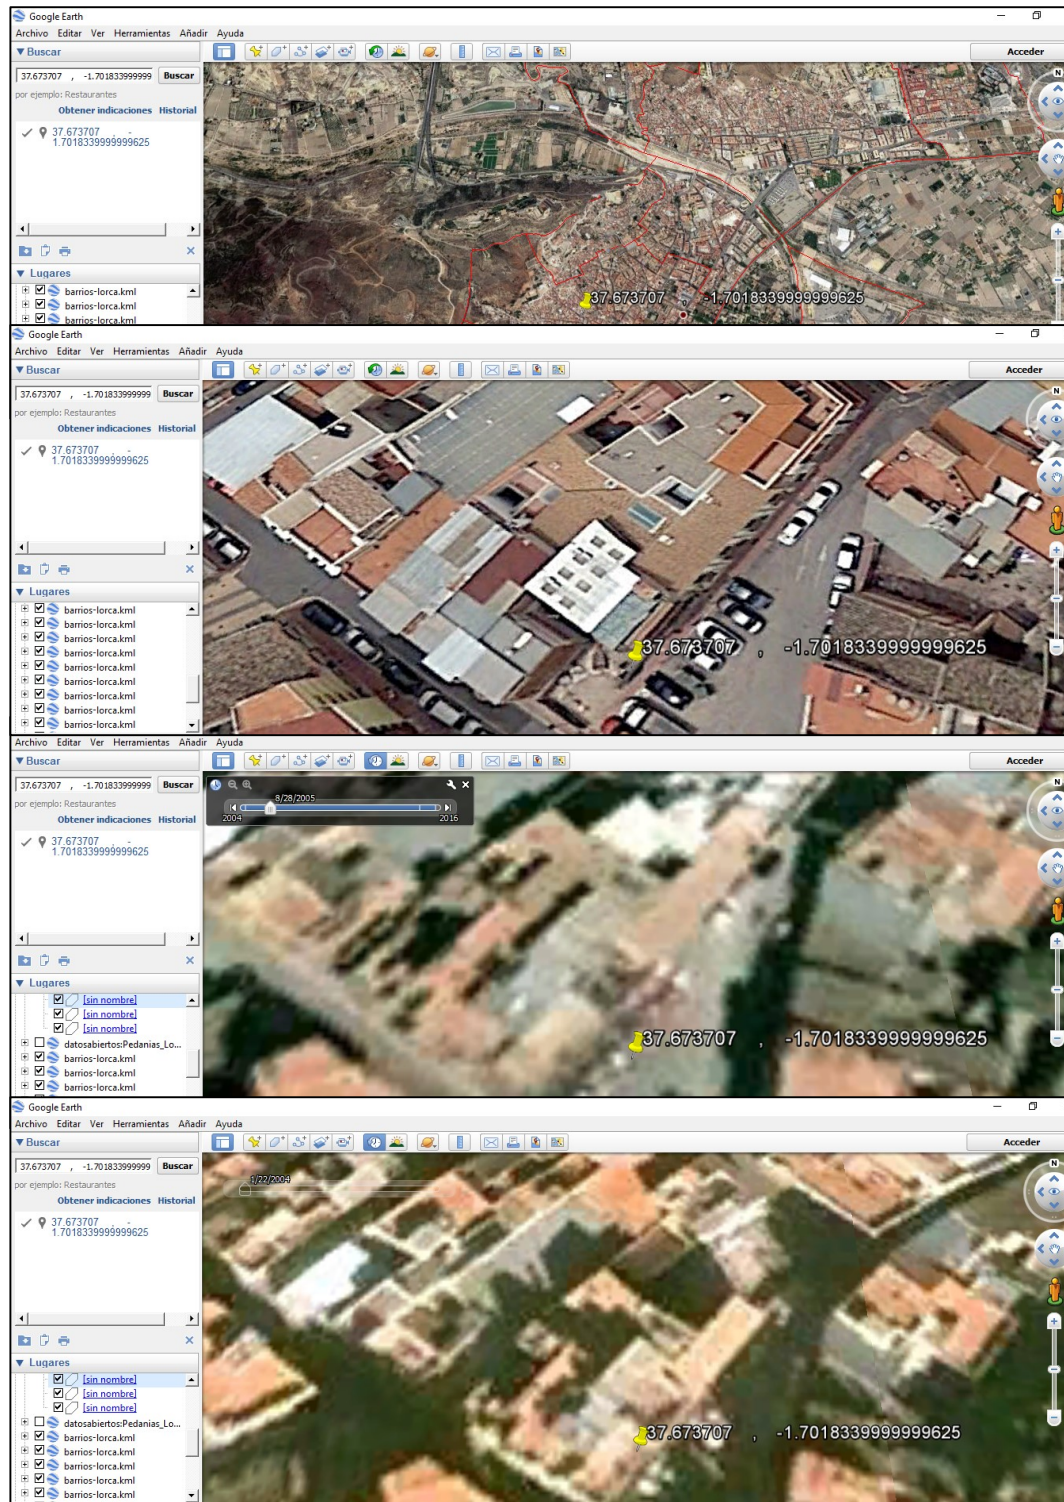 Google Earth
Archivo Editar Ver Herramientas Añadir Ayuda
Buscar
Acceder
37.673707 , -1.701833999999 Buscar
por ejemplo: Restaurantes
Obtener indicaciones Historial
37.673707 , -
1.7018339999999625
N
Lugares
barrios-lorca.kml
barrios-lorca.kml
barrios-lorca.kml
37.673707 , -1.7018339999999625
Google Earth
Archivo Editar Ver Herramientas Añadir Ayuda
Buscar
Acceder
37.673707 , -1.701833999999 Buscar
por ejemplo: Restaurantes
Obtener indicaciones Historial
37.673707 , -
1.7018339999999625
N
Lugares
barrios-lorca.kml
barrios-lorca.kml
barrios-lorca.kml
barrios-lorca.kml
barrios-lorca.kml
barrios-lorca.kml
barrios-lorca.kml
barrios-lorca.kml
barrios-lorca.kml
37.673707 , -1.7018339999999625
Archivo Editar Ver Herramientas Añadir Ayuda
Buscar
Acceder
37.673707 , -1.701833999999 Buscar
por ejemplo: Restaurantes
Obtener indicaciones Historial
37.673707 , -
1.7018339999999625
8/28/2005
2004 2016
N
Lugares
[sin nombre]
[sin nombre]
[sin nombre]
datosabiertos:Pedanias_Lo...
barrios-lorca.kml
barrios-lorca.kml
barrios-lorca.kml
37.673707 , -1.7018339999999625
Google Earth
Archivo Editar Ver Herramientas Añadir Ayuda
Buscar
Acceder
37.673707 , -1.701833999999 Buscar
por ejemplo: Restaurantes
Obtener indicaciones Historial
37.673707 , -
1.7018339999999625
1/22/2004
N
Lugares
[sin nombre]
[sin nombre]
[sin nombre]
datosabiertos:Pedanias_Lo...
barrios-lorca.kml
barrios-lorca.kml
barrios-lorca.kml
barrios-lorca.kml
barrios-lorca.kml
37.673707 , -1.7018339999999625